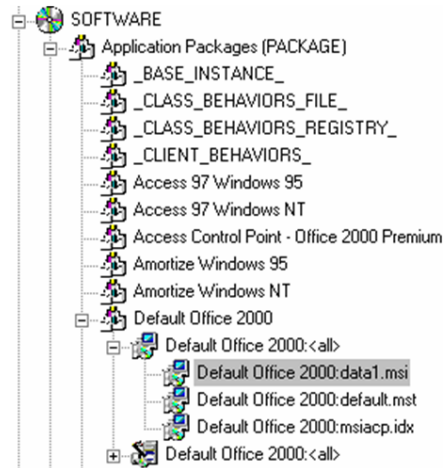 SOFTWARE
Application Packages (PACKAGE)
_BASE_INSTANCE_
_CLASS_BEHAVIORS_FILE_
_CLASS_BEHAVIORS_REGISTRY_
_CLIENT_BEHAVIORS_
Access 97 Windows 95
Access 97 Windows NT
Access Control Point - Office 2000 Premium
Amortize Windows 95
Amortize Windows NT
Default Office 2000
Default Office 2000:<all>
Default Office 2000:data1.msi
Default Office 2000:default.mst
Default Office 2000:msiacp.idx
Default Office 2000:<all>